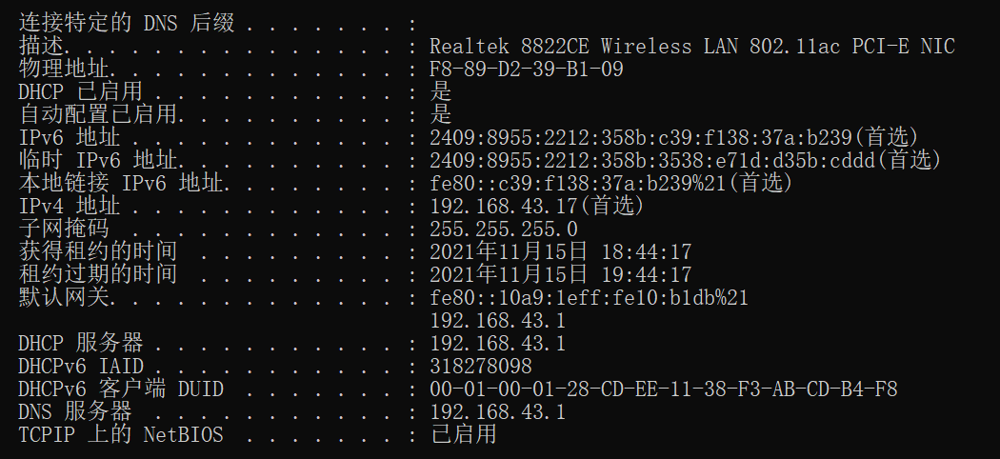 连接特定的 DNS 后缀 . . . . . . . :
描述. . . . . . . . . . . . . . . : Realtek 8822CE Wireless LAN 802.11ac PCI-E NIC
物理地址. . . . . . . . . . . . . : F8-89-D2-39-B1-09
DHCP 已启用 . . . . . . . . . . . : 是
自动配置已启用. . . . . . . . . . : 是
IPv6 地址 . . . . . . . . . . . . : 2409:8955:2212:358b:c39:f138:37a:b239(首选)
临时 IPv6 地址. . . . . . . . . . : 2409:8955:2212:358b:3538:e71d:d35b:cddd(首选)
本地链接 IPv6 地址. . . . . . . . : fe80::c39:f138:37a:b239%21(首选)
IPv4 地址 . . . . . . . . . . . . : 192.168.43.17(首选)
子网掩码  . . . . . . . . . . . . : 255.255.255.0
获得租约的时间  . . . . . . . . . : 2021年11月15日 18:44:17
租约过期的时间  . . . . . . . . . : 2021年11月15日 19:44:17
默认网关. . . . . . . . . . . . . : fe80::10a9:1eff:fe10:b1db%21
192.168.43.1
DHCP 服务器 . . . . . . . . . . . : 192.168.43.1
DHCPv6 IAID . . . . . . . . . . . : 318278098
DHCPv6 客户端 DUID  . . . . . . . : 00-01-00-01-28-CD-EE-11-38-F3-AB-CD-B4-F8
DNS 服务器  . . . . . . . . . . . : 192.168.43.1
TCPIP 上的 NetBIOS  . . . . . . . : 已启用